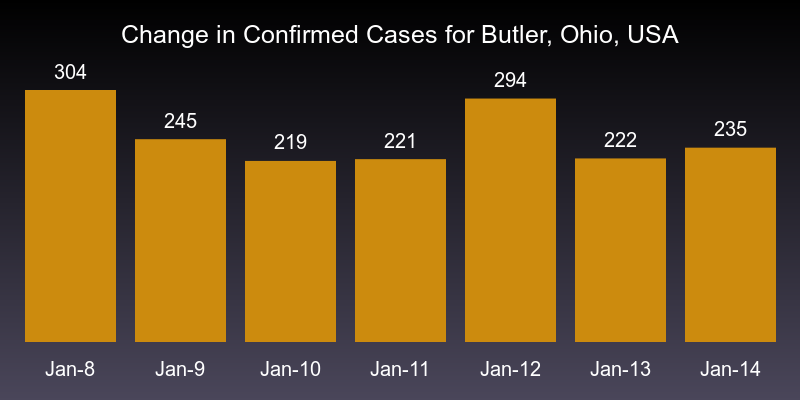 Change in Confirmed Cases for Butler, Ohio, USA
304
245
219
221
294
222
235
Jan-8
Jan-9
Jan-10
Jan-11
Jan-12
Jan-13
Jan-14